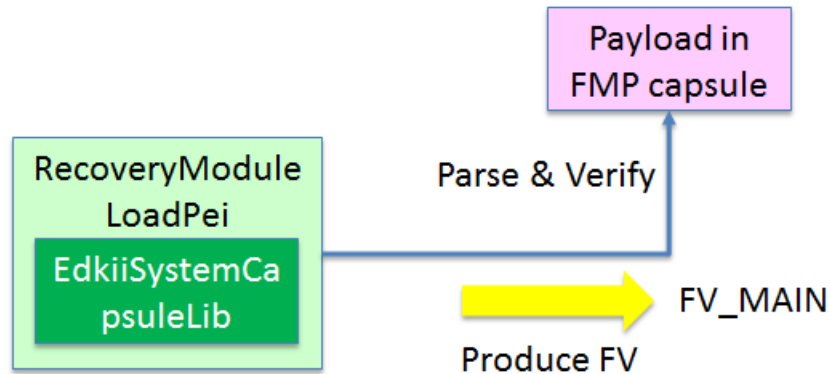 Payload in
FMP capsule
RecoveryModule
LoadPei
Parse & Verify
EdkiiSystemCa
psuleLib
FV_MAIN
Produce FV